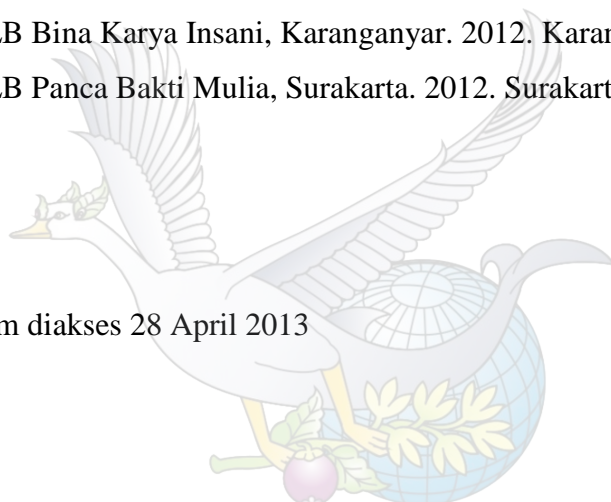 LB Bina Karya Insani, Karanganyar. 2012. Karan
LB Panca Bakti Mulia, Surakarta. 2012. Surakart
m diakses 28 April 2013